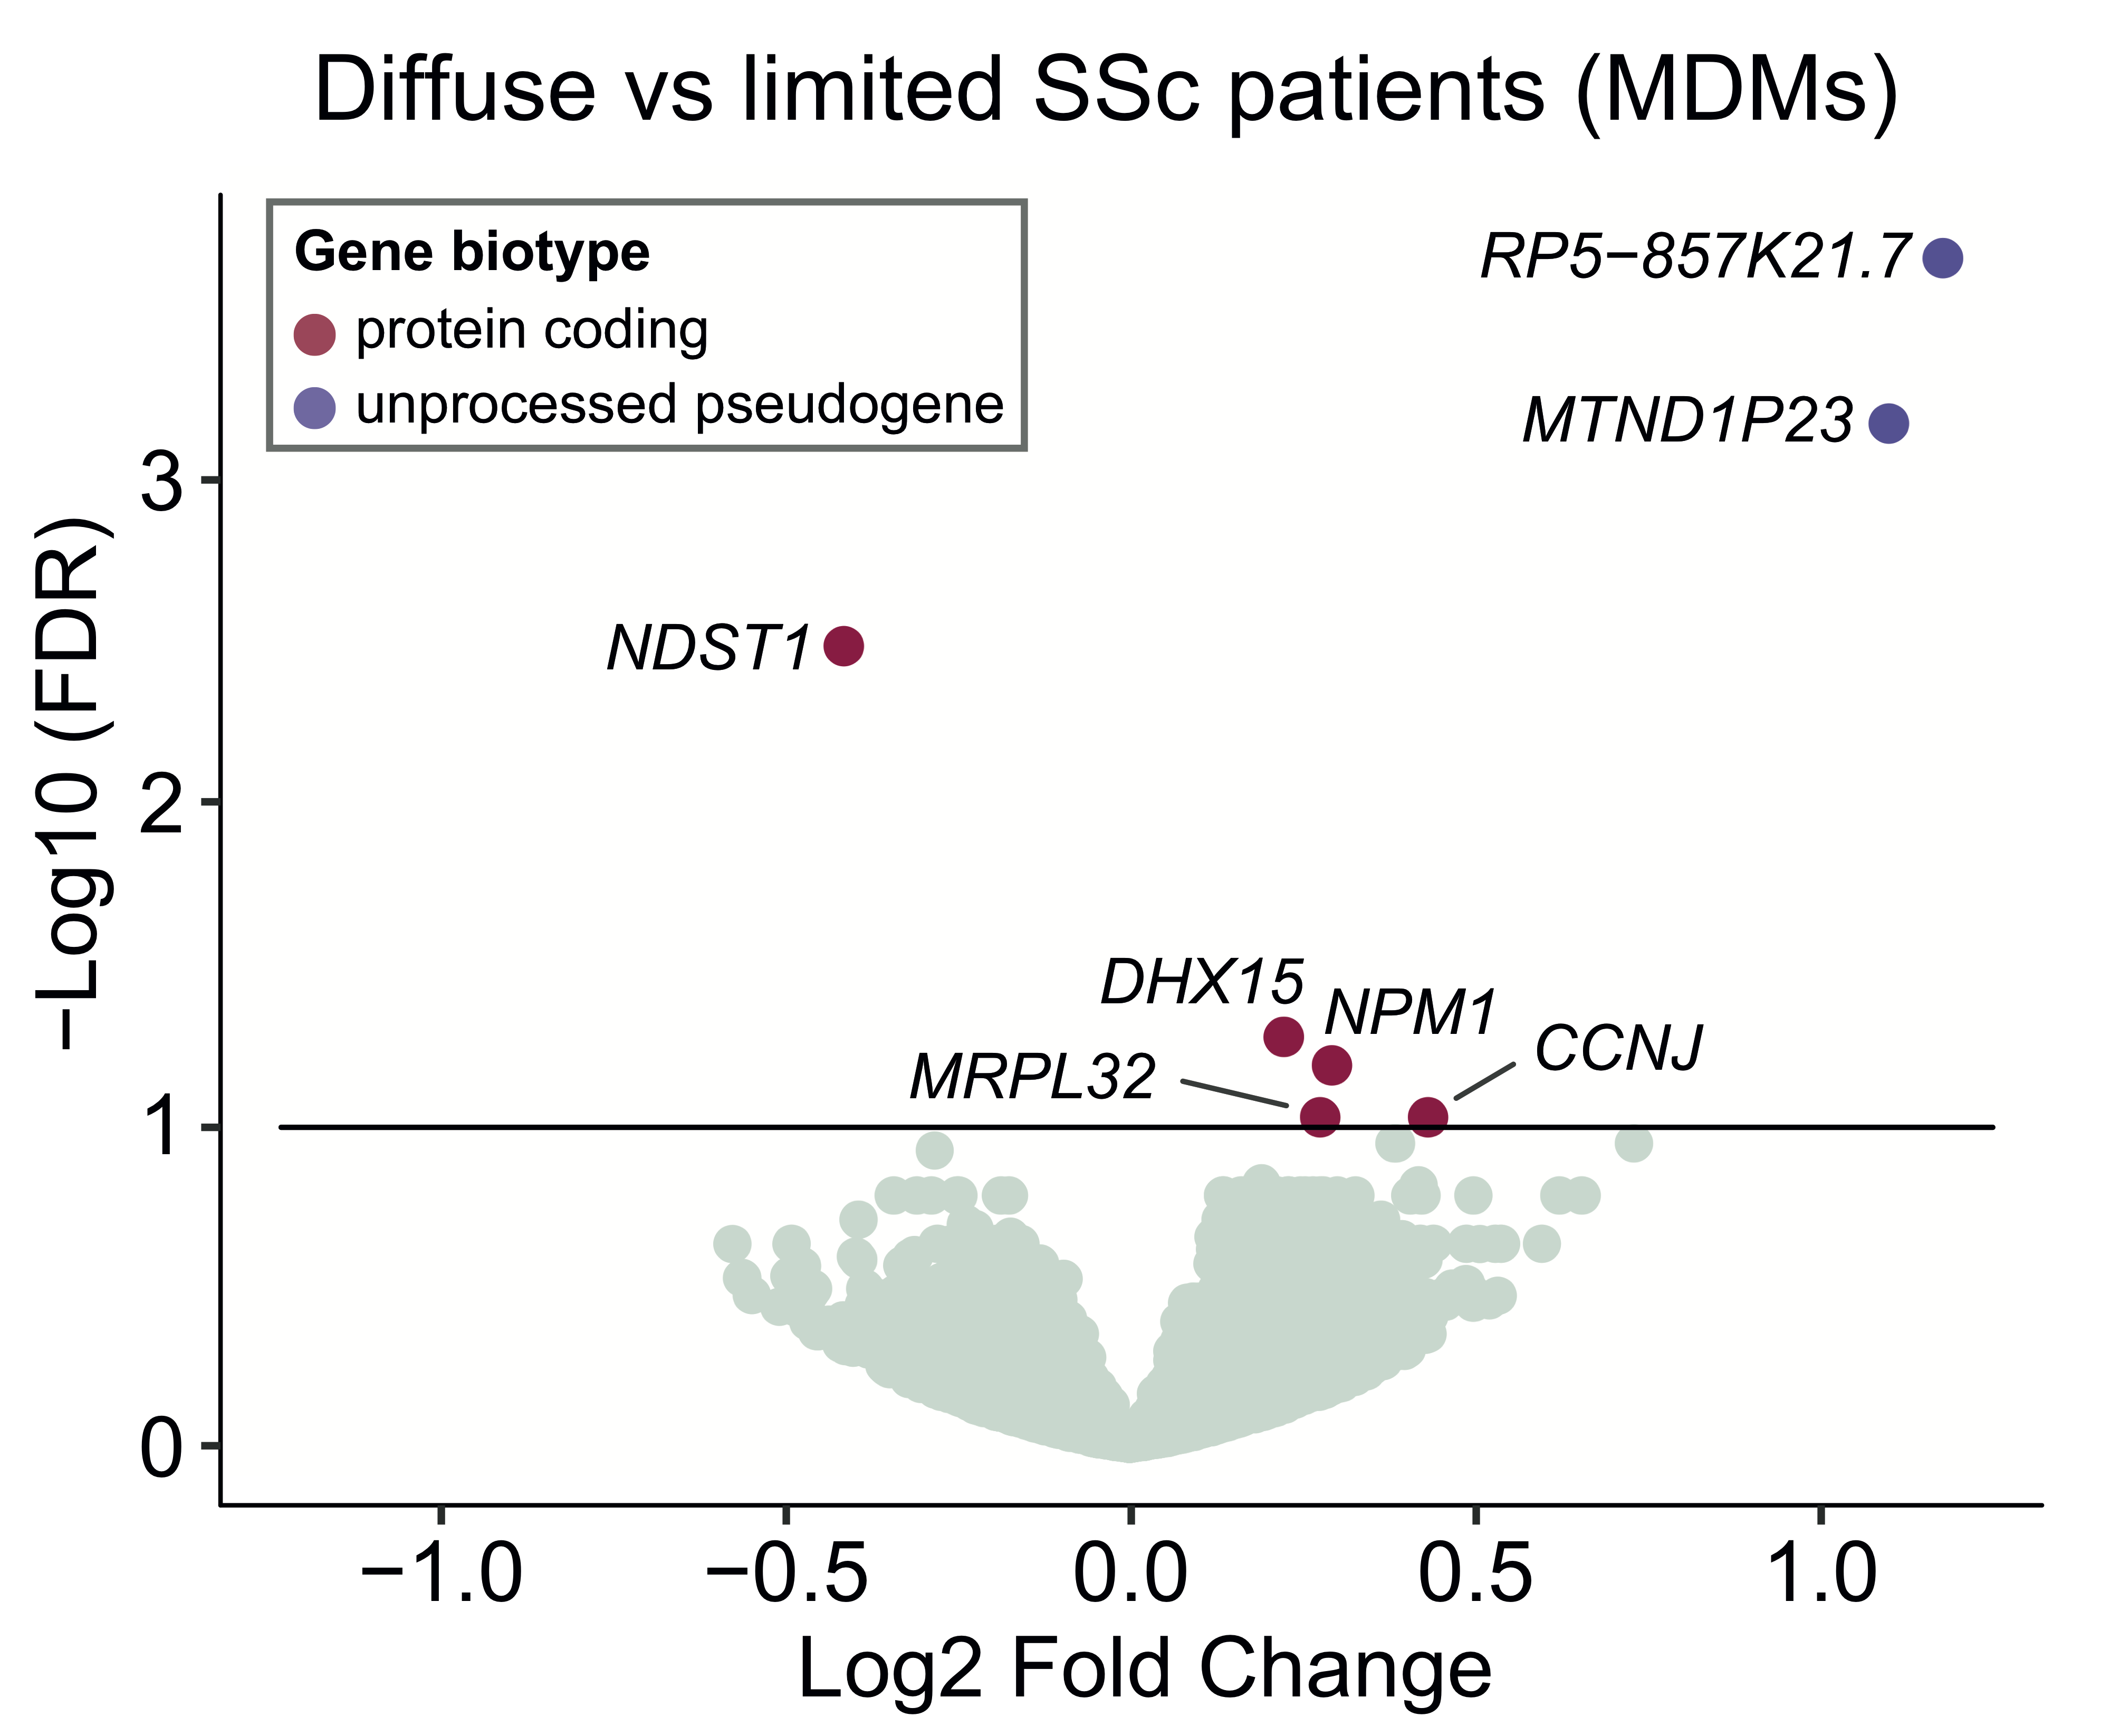 Diffuse vs limited SSc patients (MDMs)
Gene biotype
protein coding
unprocessed pseudogene
RP5−857K21.7
MTND1P23
NDST1
DHX15
NPM1
CCNJ
MRPL32
−Log10 (FDR)
3
2
1
0
−1.0 −0.5 0.0 0.5 1.0
Log2 Fold Change